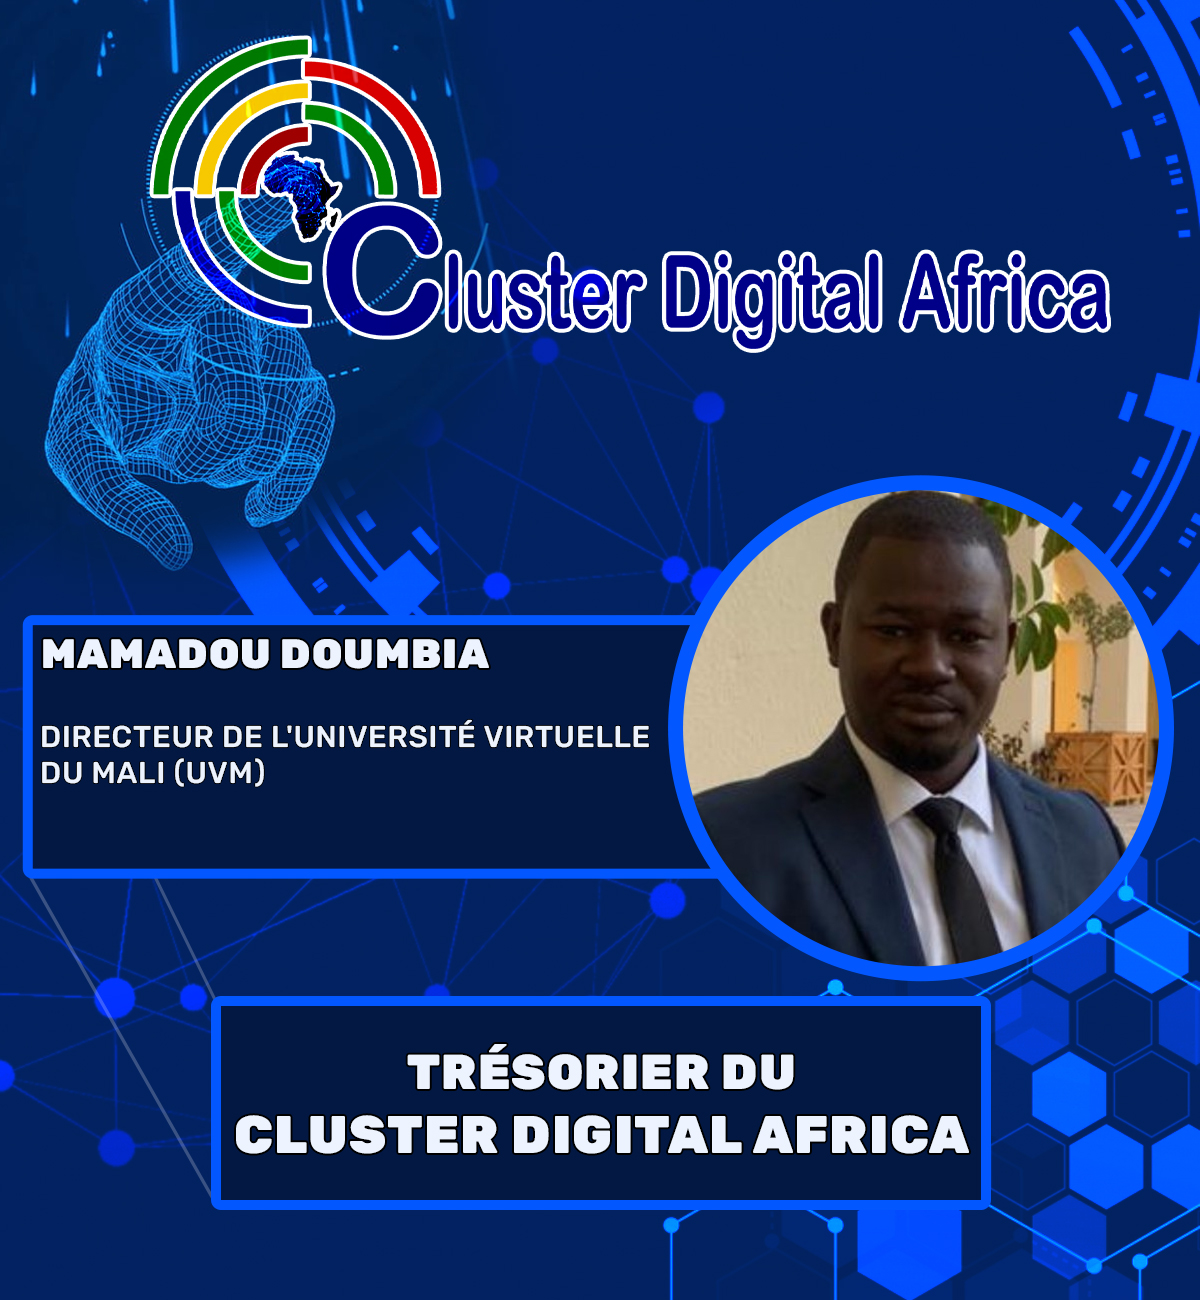 Cluster Digital Africa
MAMADOU DOUMBIA
DIRECTEUR DE L'UNIVERSITÉ VIRTUELLE
DU MALI (UVM)
TRÉSORIER DU
CLUSTER DIGITAL AFRICA